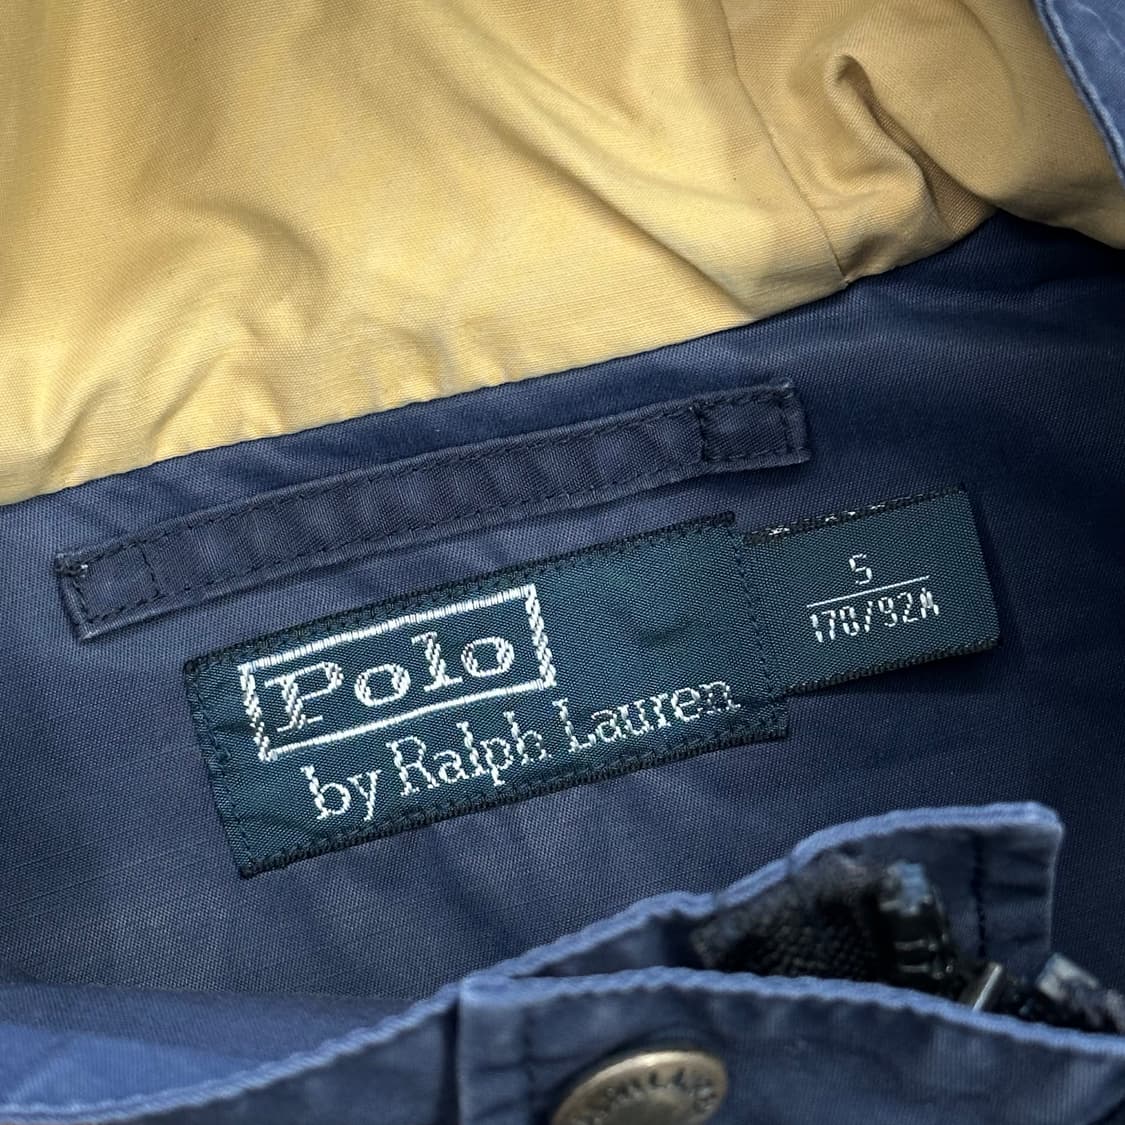 Polo
by Ralph Lauren
S
170/92A